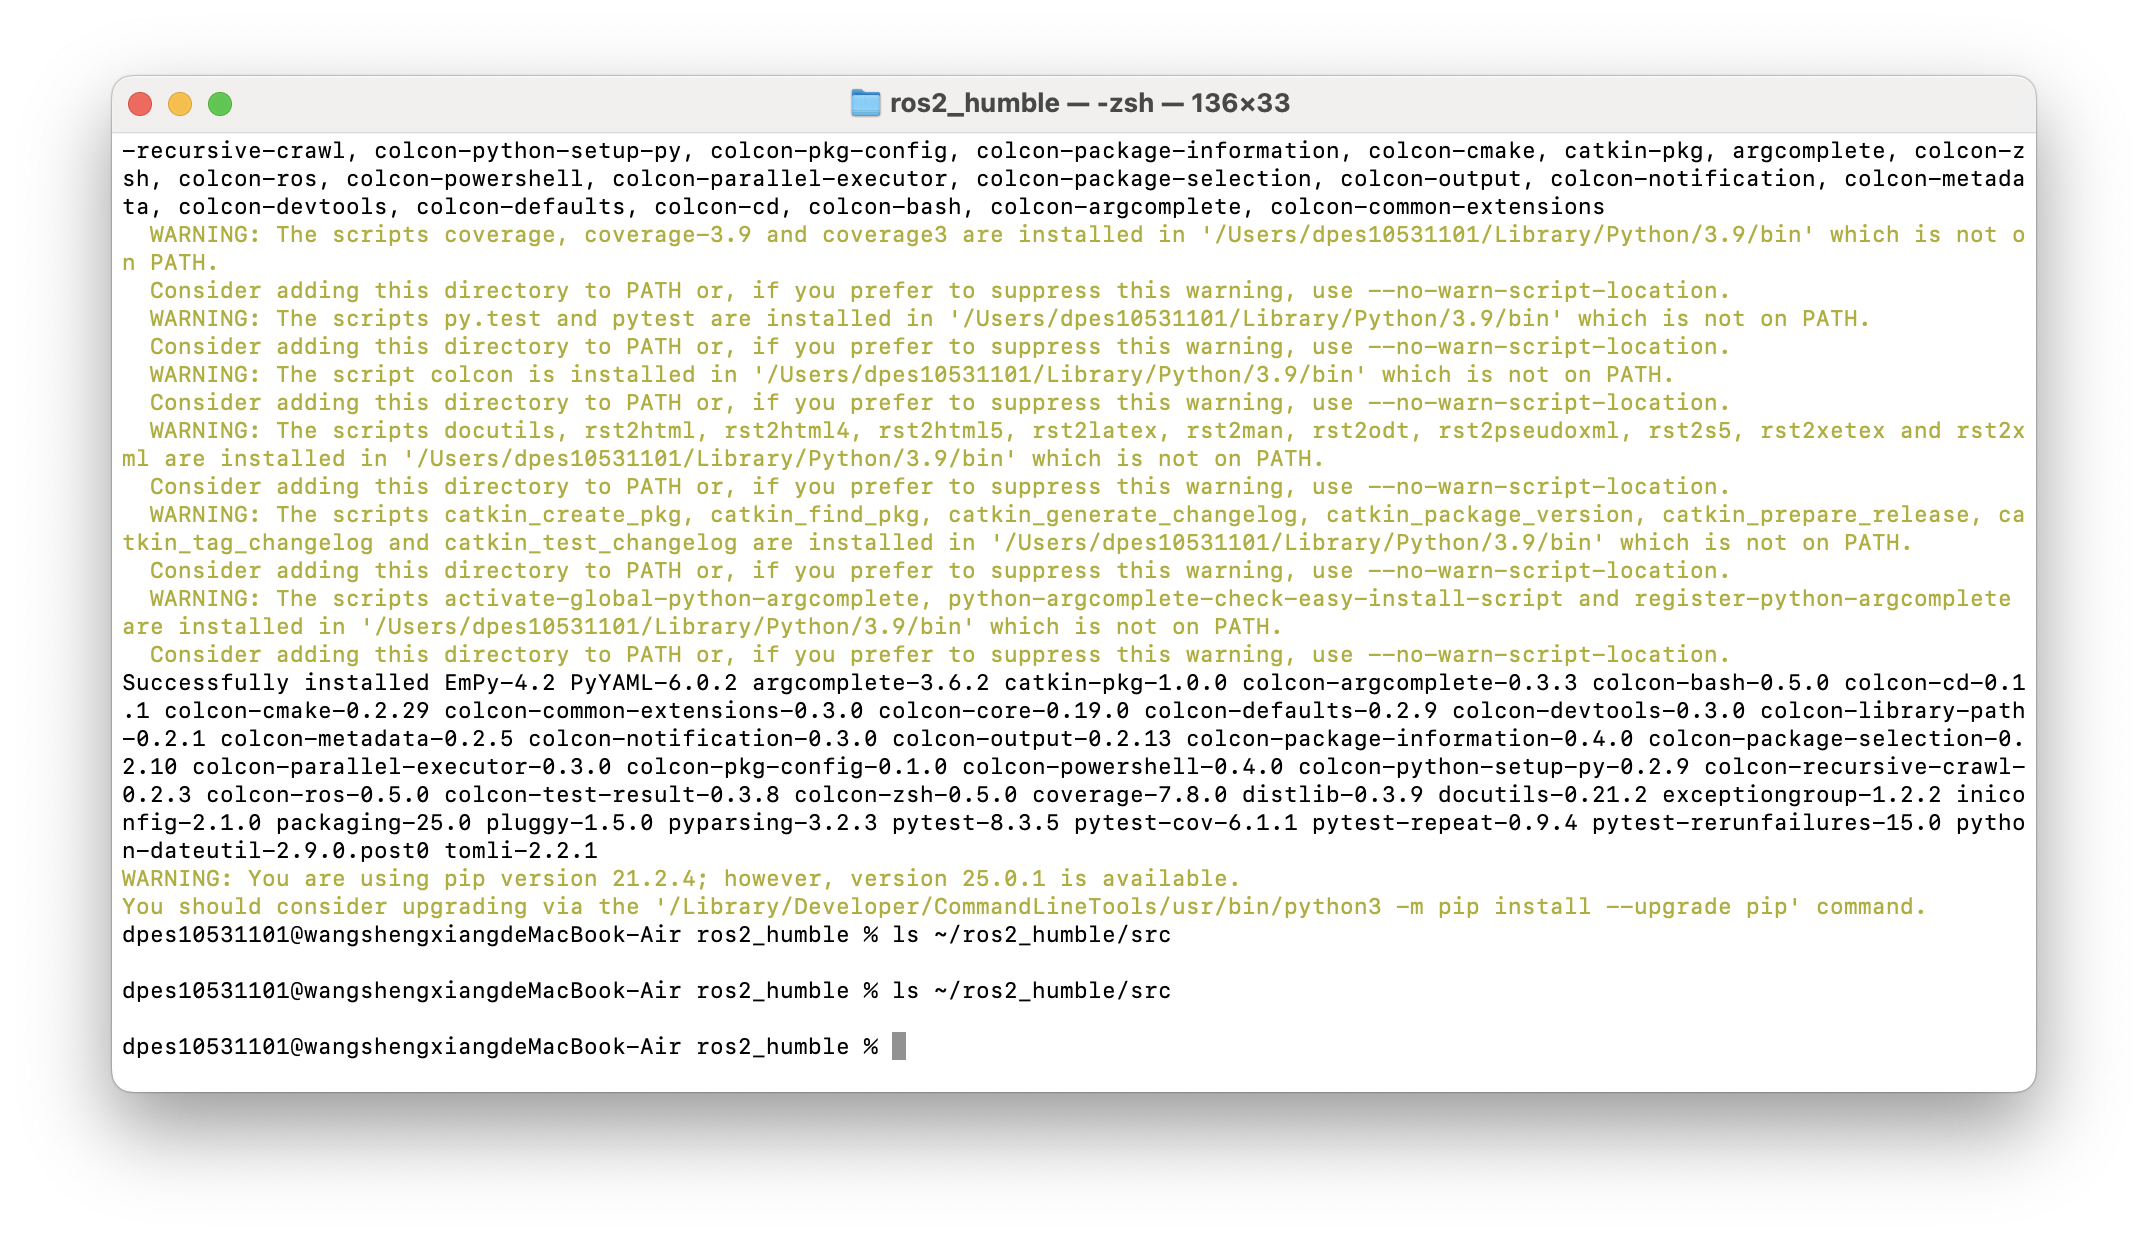 ros2_humble — -zsh — 136×33
-recursive-crawl, colcon-python-setup-py, colcon-pkg-config, colcon-package-information, colcon-cmake, catkin-pkg, argcomplete, colcon-z
sh, colcon-ros, colcon-powershell, colcon-parallel-executor, colcon-package-selection, colcon-output, colcon-notification, colcon-metada
ta, colcon-devtools, colcon-defaults, colcon-cd, colcon-bash, colcon-argcomplete, colcon-common-extensions
  WARNING: The scripts coverage, coverage-3.9 and coverage3 are installed in '/Users/dpes10531101/Library/Python/3.9/bin' which is not o
n PATH.
  Consider adding this directory to PATH or, if you prefer to suppress this warning, use --no-warn-script-location.
  WARNING: The scripts py.test and pytest are installed in '/Users/dpes10531101/Library/Python/3.9/bin' which is not on PATH.
  Consider adding this directory to PATH or, if you prefer to suppress this warning, use --no-warn-script-location.
  WARNING: The script colcon is installed in '/Users/dpes10531101/Library/Python/3.9/bin' which is not on PATH.
  Consider adding this directory to PATH or, if you prefer to suppress this warning, use --no-warn-script-location.
  WARNING: The scripts docutils, rst2html, rst2html4, rst2html5, rst2latex, rst2man, rst2odt, rst2pseudoxml, rst2s5, rst2xetex and rst2x
ml are installed in '/Users/dpes10531101/Library/Python/3.9/bin' which is not on PATH.
  Consider adding this directory to PATH or, if you prefer to suppress this warning, use --no-warn-script-location.
  WARNING: The scripts catkin_create_pkg, catkin_find_pkg, catkin_generate_changelog, catkin_package_version, catkin_prepare_release, ca
tkin_tag_changelog and catkin_test_changelog are installed in '/Users/dpes10531101/Library/Python/3.9/bin' which is not on PATH.
  Consider adding this directory to PATH or, if you prefer to suppress this warning, use --no-warn-script-location.
  WARNING: The scripts activate-global-python-argcomplete, python-argcomplete-check-easy-install-script and register-python-argcomplete 
are installed in '/Users/dpes10531101/Library/Python/3.9/bin' which is not on PATH.
  Consider adding this directory to PATH or, if you prefer to suppress this warning, use --no-warn-script-location.
Successfully installed EmPy-4.2 PyYAML-6.0.2 argcomplete-3.6.2 catkin-pkg-1.0.0 colcon-argcomplete-0.3.3 colcon-bash-0.5.0 colcon-cd-0.1
.1 colcon-cmake-0.2.29 colcon-common-extensions-0.3.0 colcon-core-0.19.0 colcon-defaults-0.2.9 colcon-devtools-0.3.0 colcon-library-path
-0.2.1 colcon-metadata-0.2.5 colcon-notification-0.3.0 colcon-output-0.2.13 colcon-package-information-0.4.0 colcon-package-selection-0.
2.10 colcon-parallel-executor-0.3.0 colcon-pkg-config-0.1.0 colcon-powershell-0.4.0 colcon-python-setup-py-0.2.9 colcon-recursive-crawl-
0.2.3 colcon-ros-0.5.0 colcon-test-result-0.3.8 colcon-zsh-0.5.0 coverage-7.8.0 distlib-0.3.9 docutils-0.21.2 exceptiongroup-1.2.2 inico
nfig-2.1.0 packaging-25.0 pluggy-1.5.0 pyparsing-3.2.3 pytest-8.3.5 pytest-cov-6.1.1 pytest-repeat-0.9.4 pytest-rerunfailures-15.0 pytho
n-dateutil-2.9.0.post0 tomli-2.2.1
WARNING: You are using pip version 21.2.4; however, version 25.0.1 is available.
You should consider upgrading via the '/Library/Developer/CommandLineTools/usr/bin/python3 -m pip install --upgrade pip' command.
dpes10531101@wangshengxiangdeMacBook-Air ros2_humble % ls ~/ros2_humble/src
dpes10531101@wangshengxiangdeMacBook-Air ros2_humble % ls ~/ros2_humble/src
dpes10531101@wangshengxiangdeMacBook-Air ros2_humble %